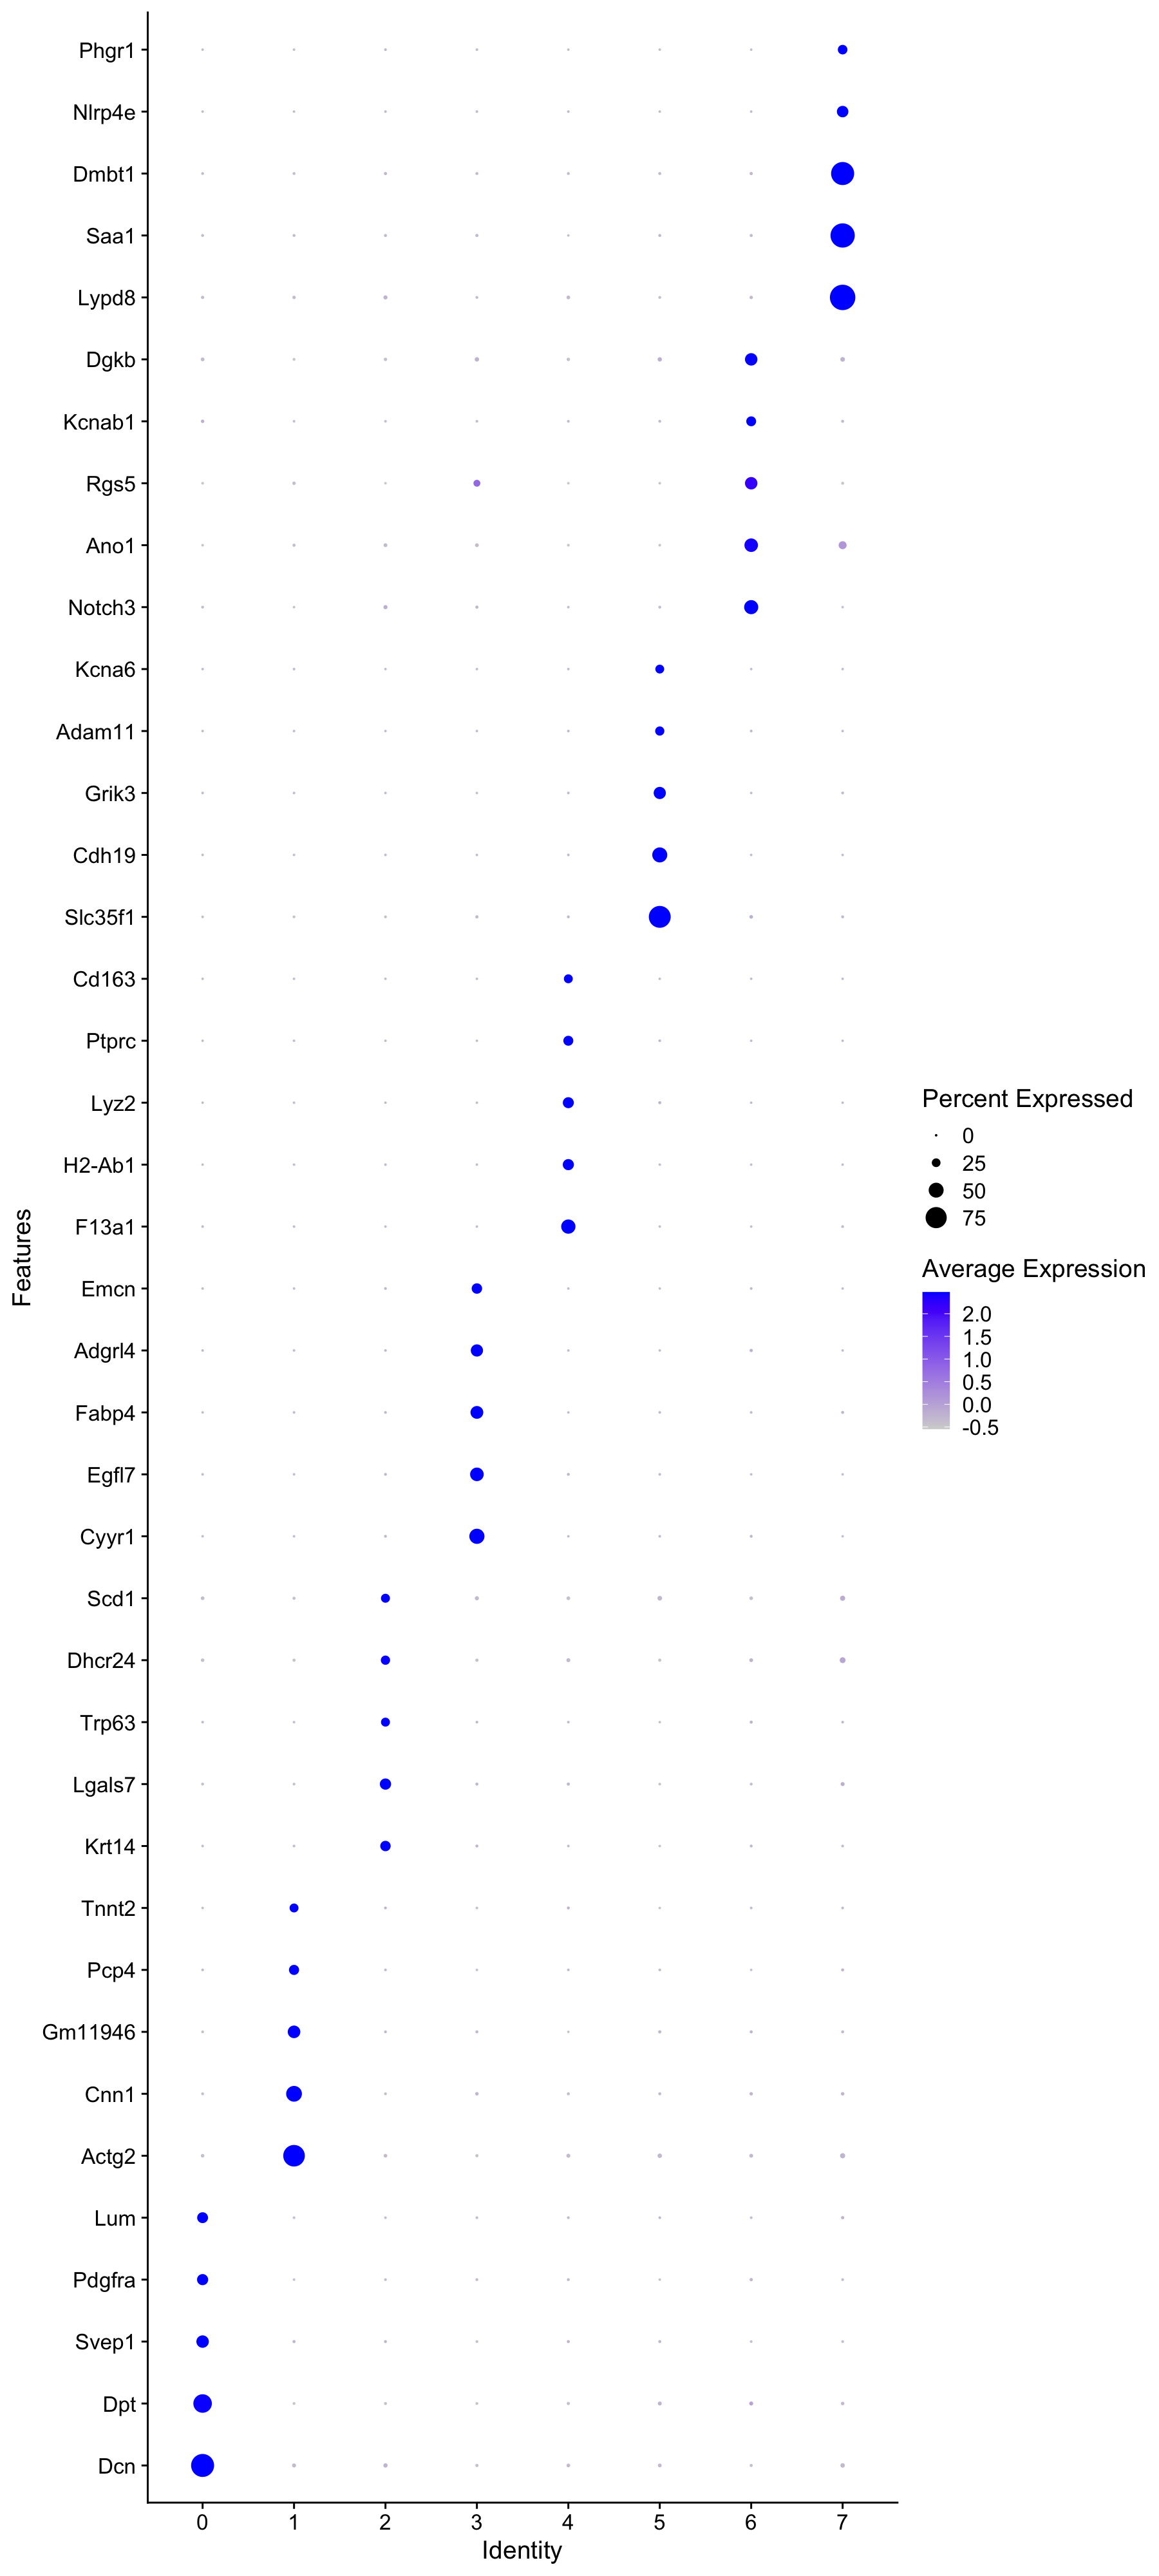 Phgr1
Nlrp4e
Dmbt1
Saa1
Lypd8
Dgkb
Kcnab1
Rgs5
Ano1
Notch3
Kcna6
Adam11
Grik3
Cdh19
Slc35f1
Cd163
Ptprc
Lyz2
H2-Ab1
F13a1
Emcn
Adgrl4
Fabp4
Egfl7
Cyyr1
Scd1
Dhcr24
Trp63
Lgals7
Krt14
Tnnt2
Pcp4
Gm11946
Cnn1
Actg2
Lum
Pdgfra
Svep1
Dpt
Dcn
Features
0 1 2 3 4 5 6 7
Identity
Percent Expressed
0
25
50
75
Average Expression
2.0
1.5
1.0
0.5
0.0
-0.5